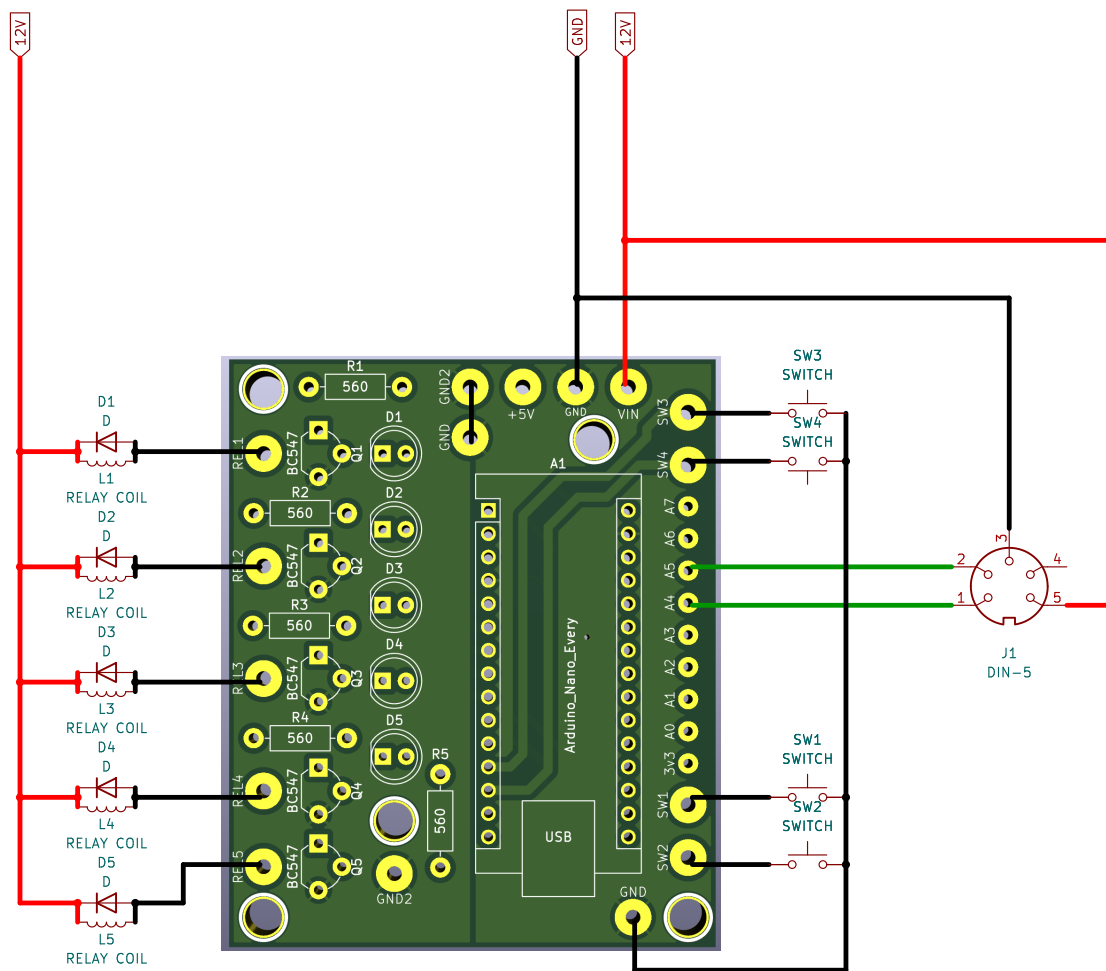 12V
GND
12V
D1
D
L1
RELAY COIL
D2
D
L2
RELAY COIL
D3
D
L3
RELAY COIL
D4
D
L4
RELAY COIL
D5
D
L5
RELAY COIL
R1
560
REL1
BC547
Q1
D1
R2
560
REL2
BC547
Q2
D2
R3
560
REL3
BC547
Q3
D3
R4
560
REL4
BC547
Q4
D4
REL5
BC547
Q5
D5
R5
560
GND2
GND2
GND
+5V
GND
VIN
A1
Arduino_Nano_Every
USB
GND
SW3
SW4
A7
A6
A5
A4
A3
A2
A1
A0
3v3
SW1
SW2
SW3
SWITCH
SW4
SWITCH
SW1
SWITCH
SW2
SWITCH
3
2
4
1
5
J1
DIN-5